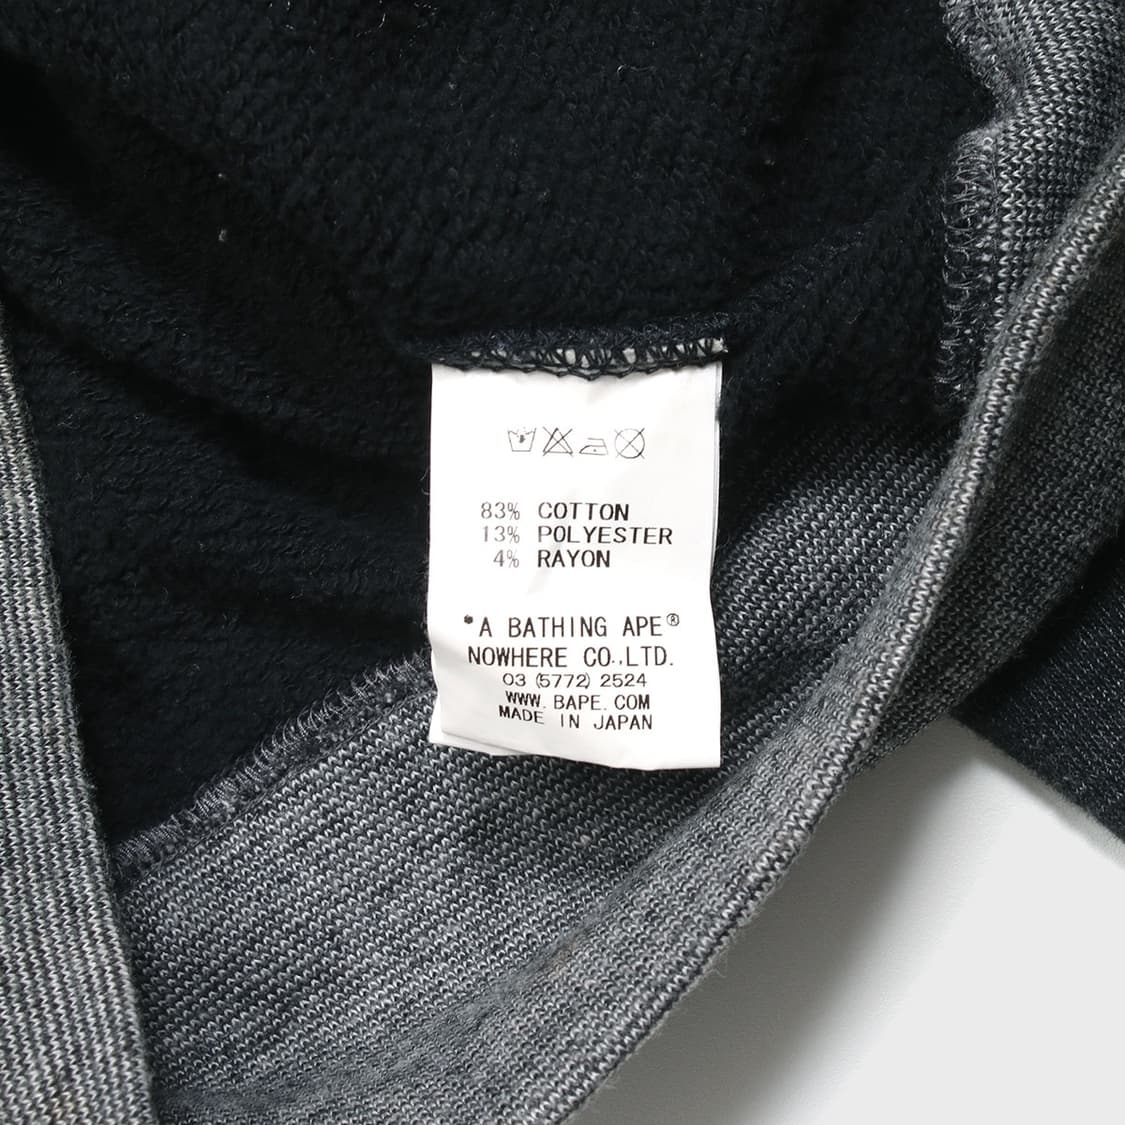 83% COTTON
13% POLYESTER
4% RAYON
*A BATHING APE®
NOWHERE CO.,LTD.
03 (5772) 2524
WWW. BAPE. COM
MADE IN JAPAN